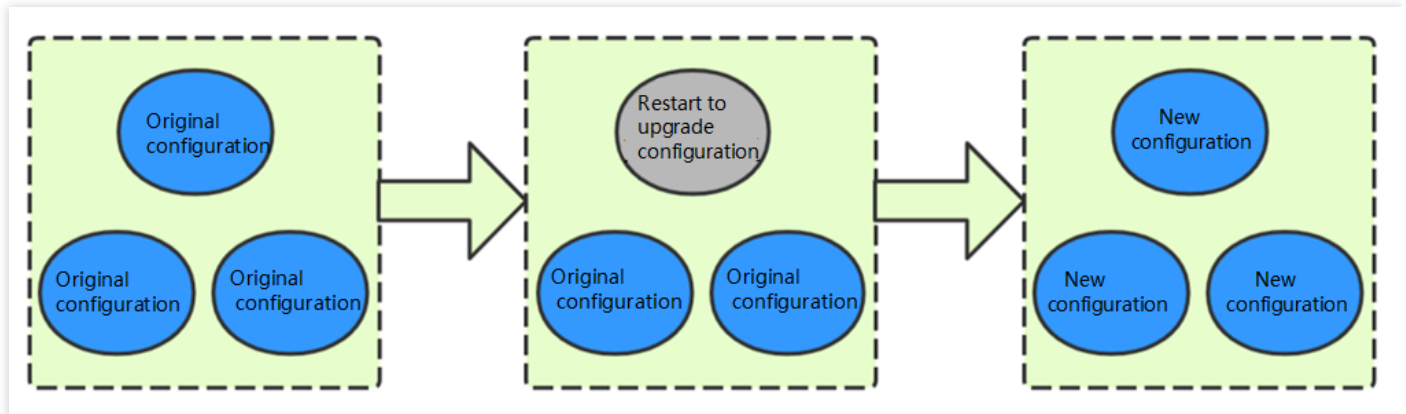 Original
configuration
Original
configuration
Original
configuration
Restart to
upgrade
configuration
Original
configuration
Original
configuration
New
configuration
New
configuration
New
configuration